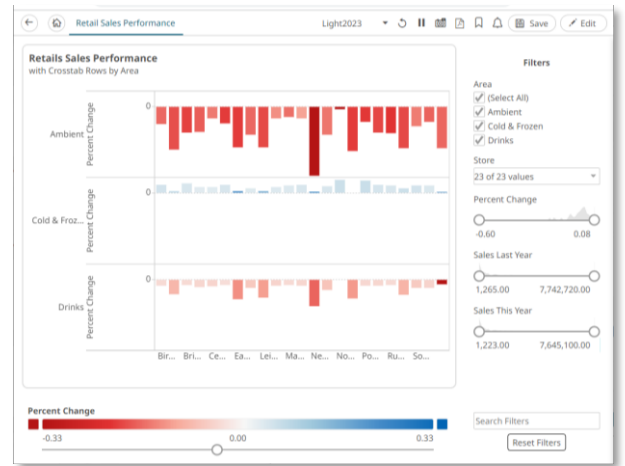 Retail Sales Performance
Light2023
Save
Edit
Retails Sales Performance
with Crosstab Rows by Area
Ambient
Percent Change
0
Cold & Froz...
Percent Change
0
Drinks
Percent Change
0
Bir... Bri... Ce... Ea... Lei... Ma... Ne... No... Po... Ru... So...
Filters
Area
(Select All)
Ambient
Cold & Frozen
Drinks
Store
23 of 23 values
Percent Change
-0.60 0.08
Sales Last Year
1,265.00 7,742,720.00
Sales This Year
1,223.00 7,645,100.00
Percent Change
-0.33 0.00 0.33
Search Filters
Reset Filters